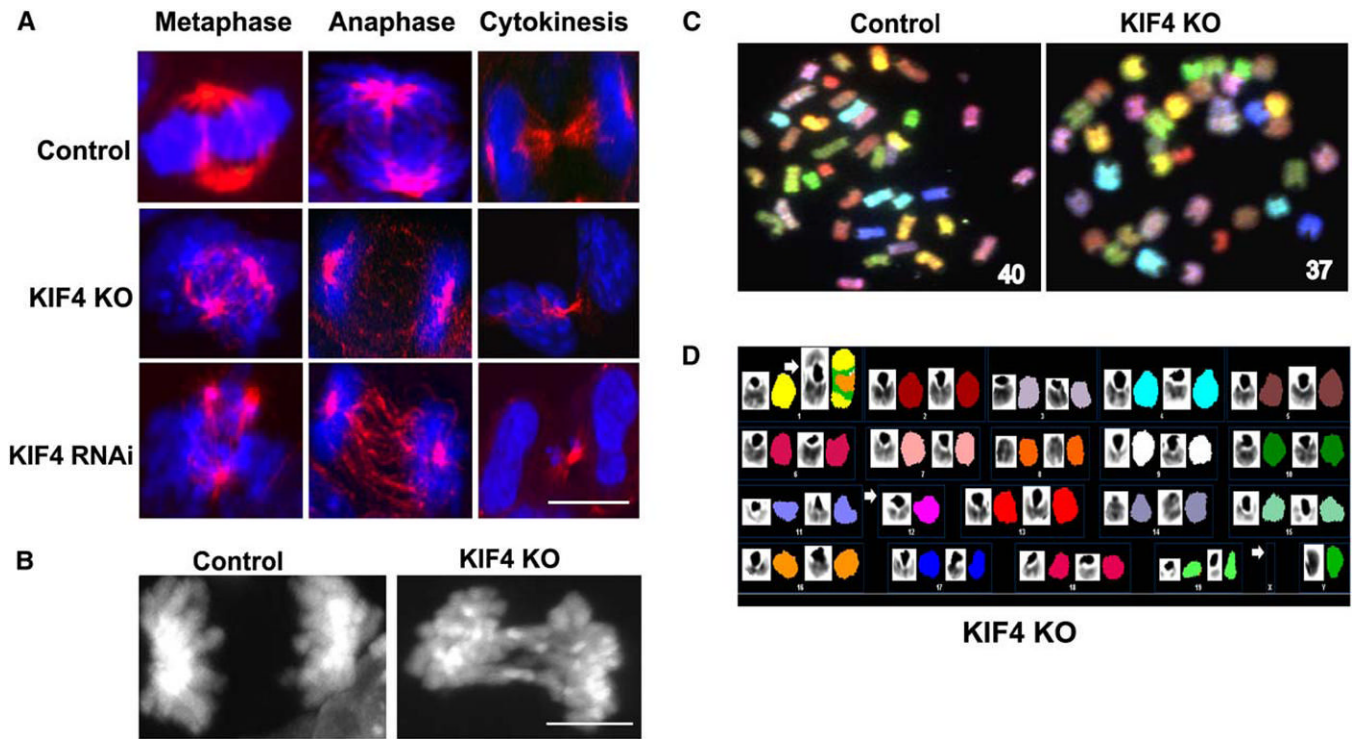 A
Metaphase Anaphase Cytokinesis
Control
KIF4 KO
KIF4 RNAi
B
Control KIF4 KO
C
Control KIF4 KO
40 37
D
1 2 3 4 5
6 7 8 9 10
11 12 13 14 15
16 17 18 19 X Y
KIF4 KO